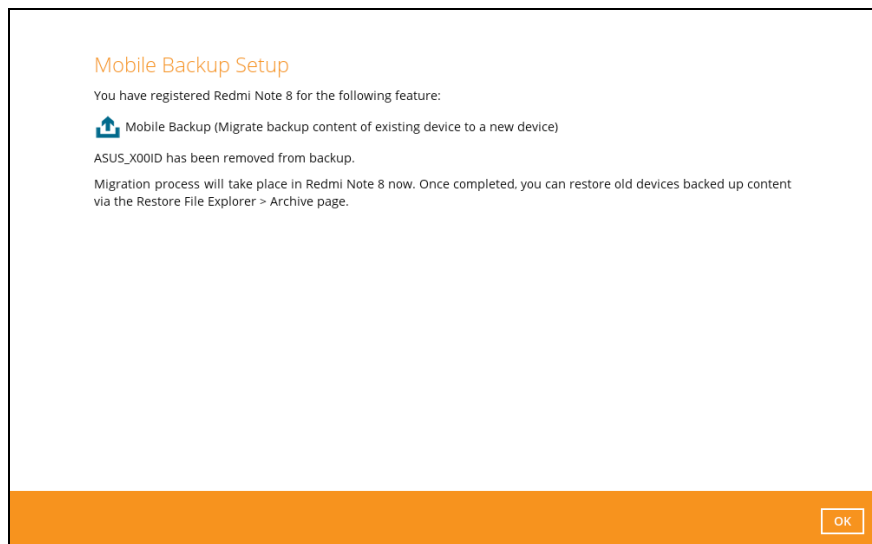 Mobile Backup Setup
You have registered Redmi Note 8 for the following feature:
Mobile Backup (Migrate backup content of existing device to a new device)
ASUS_X00ID has been removed from backup.
Migration process will take place in Redmi Note 8 now. Once completed, you can restore old devices backed up content
via the Restore File Explorer > Archive page.
OK